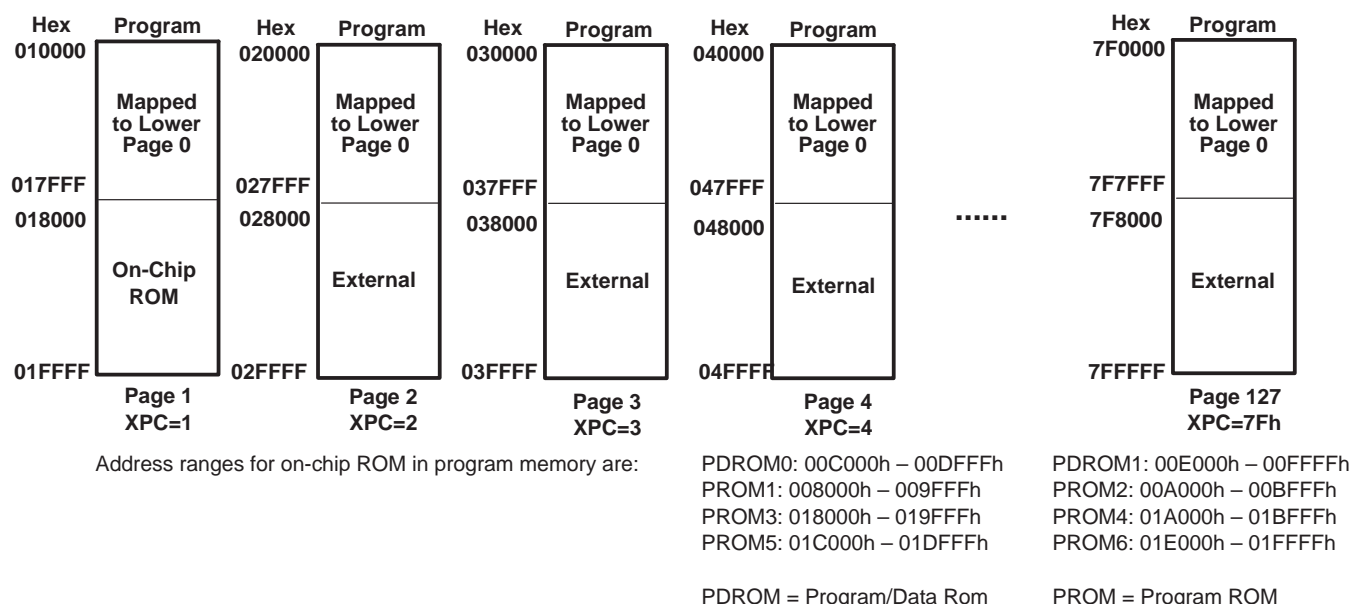 Hex Program
010000
Mapped
to Lower
Page 0
017FFF
018000
On-Chip
ROM
01FFFF
Page 1
XPC=1
Hex Program
020000
Mapped
to Lower
Page 0
027FFF
028000
External
02FFFF
Page 2
XPC=2
Hex Program
030000
Mapped
to Lower
Page 0
037FFF
038000
External
03FFFF
Page 3
XPC=3
Hex Program
040000
Mapped
to Lower
Page 0
047FFF
048000
External
04FFFF
Page 4
XPC=4
......
Hex Program
7F0000
Mapped
to Lower
Page 0
7F7FFF
7F8000
External
7FFFFF
Page 127
XPC=7Fh
Address ranges for on-chip ROM in program memory are:
PDROM0: 00C000h – 00DFFFh
PROM1: 008000h – 009FFFh
PROM3: 018000h – 019FFFh
PROM5: 01C000h – 01DFFFh
PDROM = Program/Data Rom
PDROM1: 00E000h – 00FFFFh
PROM2: 00A000h – 00BFFFh
PROM4: 01A000h – 01BFFFh
PROM6: 01E000h – 01FFFFh
PROM = Program ROM